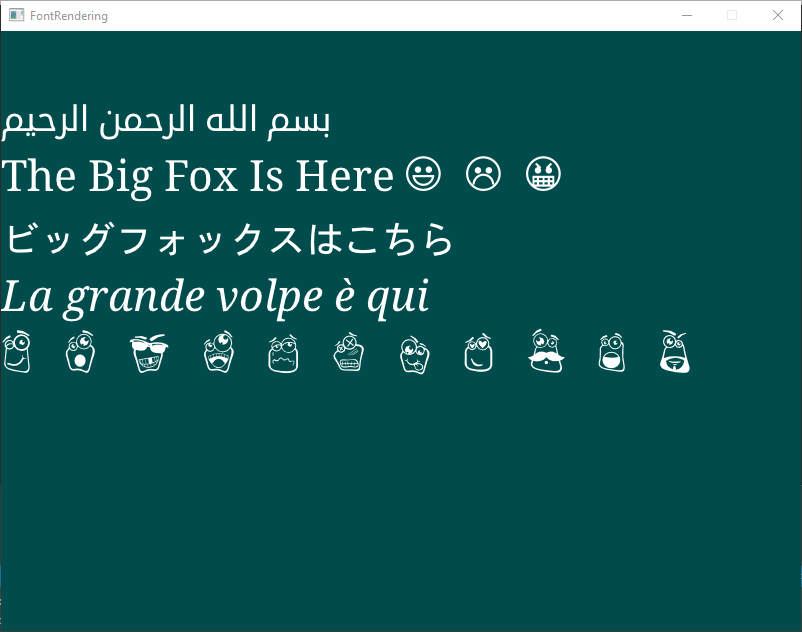 FontRendering
بسم الله الرحمن الرحيم
The Big Fox Is Here 😃 ☹ 😬
ビッグフォックスはこちら
La grande volpe è qui